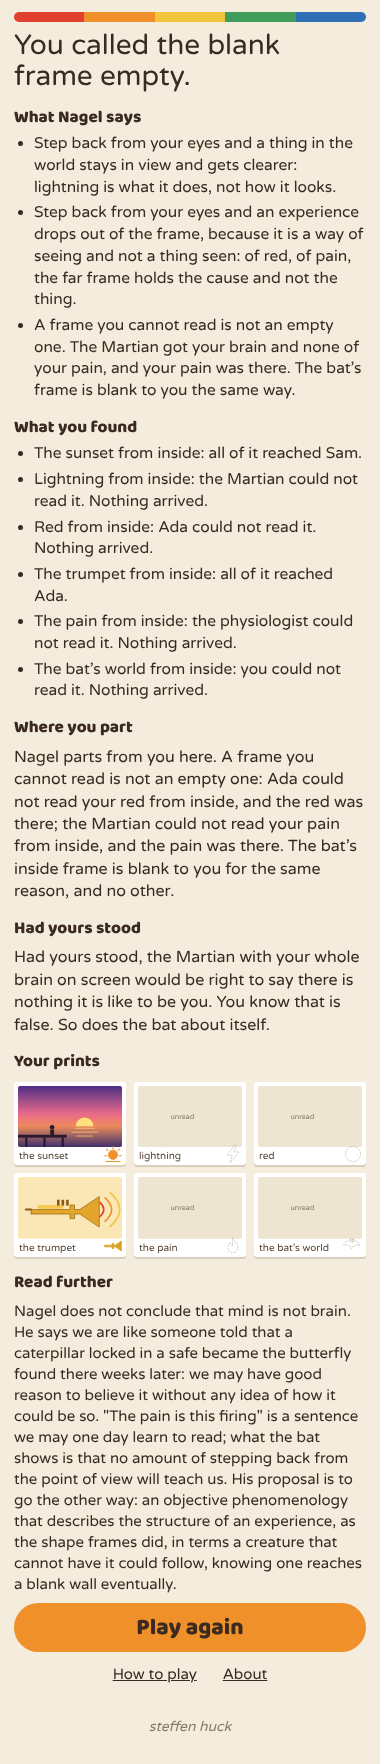 You called the blank
frame empty.
What Nagel says
• Step back from your eyes and a thing in the
world stays in view and gets clearer:
lightning is what it does, not how it looks.
• Step back from your eyes and an experience
drops out of the frame, because it is a way of
seeing and not a thing seen: of red, of pain,
the far frame holds the cause and not the
thing.
• A frame you cannot read is not an empty
one. The Martian got your brain and none of
your pain, and your pain was there. The bat’s
frame is blank to you the same way.
What you found
• The sunset from inside: all of it reached Sam.
• Lightning from inside: the Martian could not
read it. Nothing arrived.
• Red from inside: Ada could not read it.
Nothing arrived.
• The trumpet from inside: all of it reached
Ada.
• The pain from inside: the physiologist could
not read it. Nothing arrived.
• The bat’s world from inside: you could not
read it. Nothing arrived.
Where you part
Nagel parts from you here. A frame you
cannot read is not an empty one: Ada could
not read your red from inside, and the red was
there; the Martian could not read your pain
from inside, and the pain was there. The bat’s
inside frame is blank to you for the same
reason, and no other.
Had yours stood
Had yours stood, the Martian with your whole
brain on screen would be right to say there is
nothing it is like to be you. You know that is
false. So does the bat about itself.
Your prints
unread
unread
the sunset
lightning
red
unread
unread
the trumpet
the pain
the bat’s world
Read further
Nagel does not conclude that mind is not brain.
He says we are like someone told that a
caterpillar locked in a safe became the butterfly
found there weeks later: we may have good
reason to believe it without any idea of how it
could be so. "The pain is this firing" is a sentence
we may one day learn to read; what the bat
shows is that no amount of stepping back from
the point of view will teach us. His proposal is to
go the other way: an objective phenomenology
that describes the structure of an experience, as
the shape frames did, in terms a creature that
cannot have it could follow, knowing one reaches
a blank wall eventually.
Play again
How to play
About
steffen huck